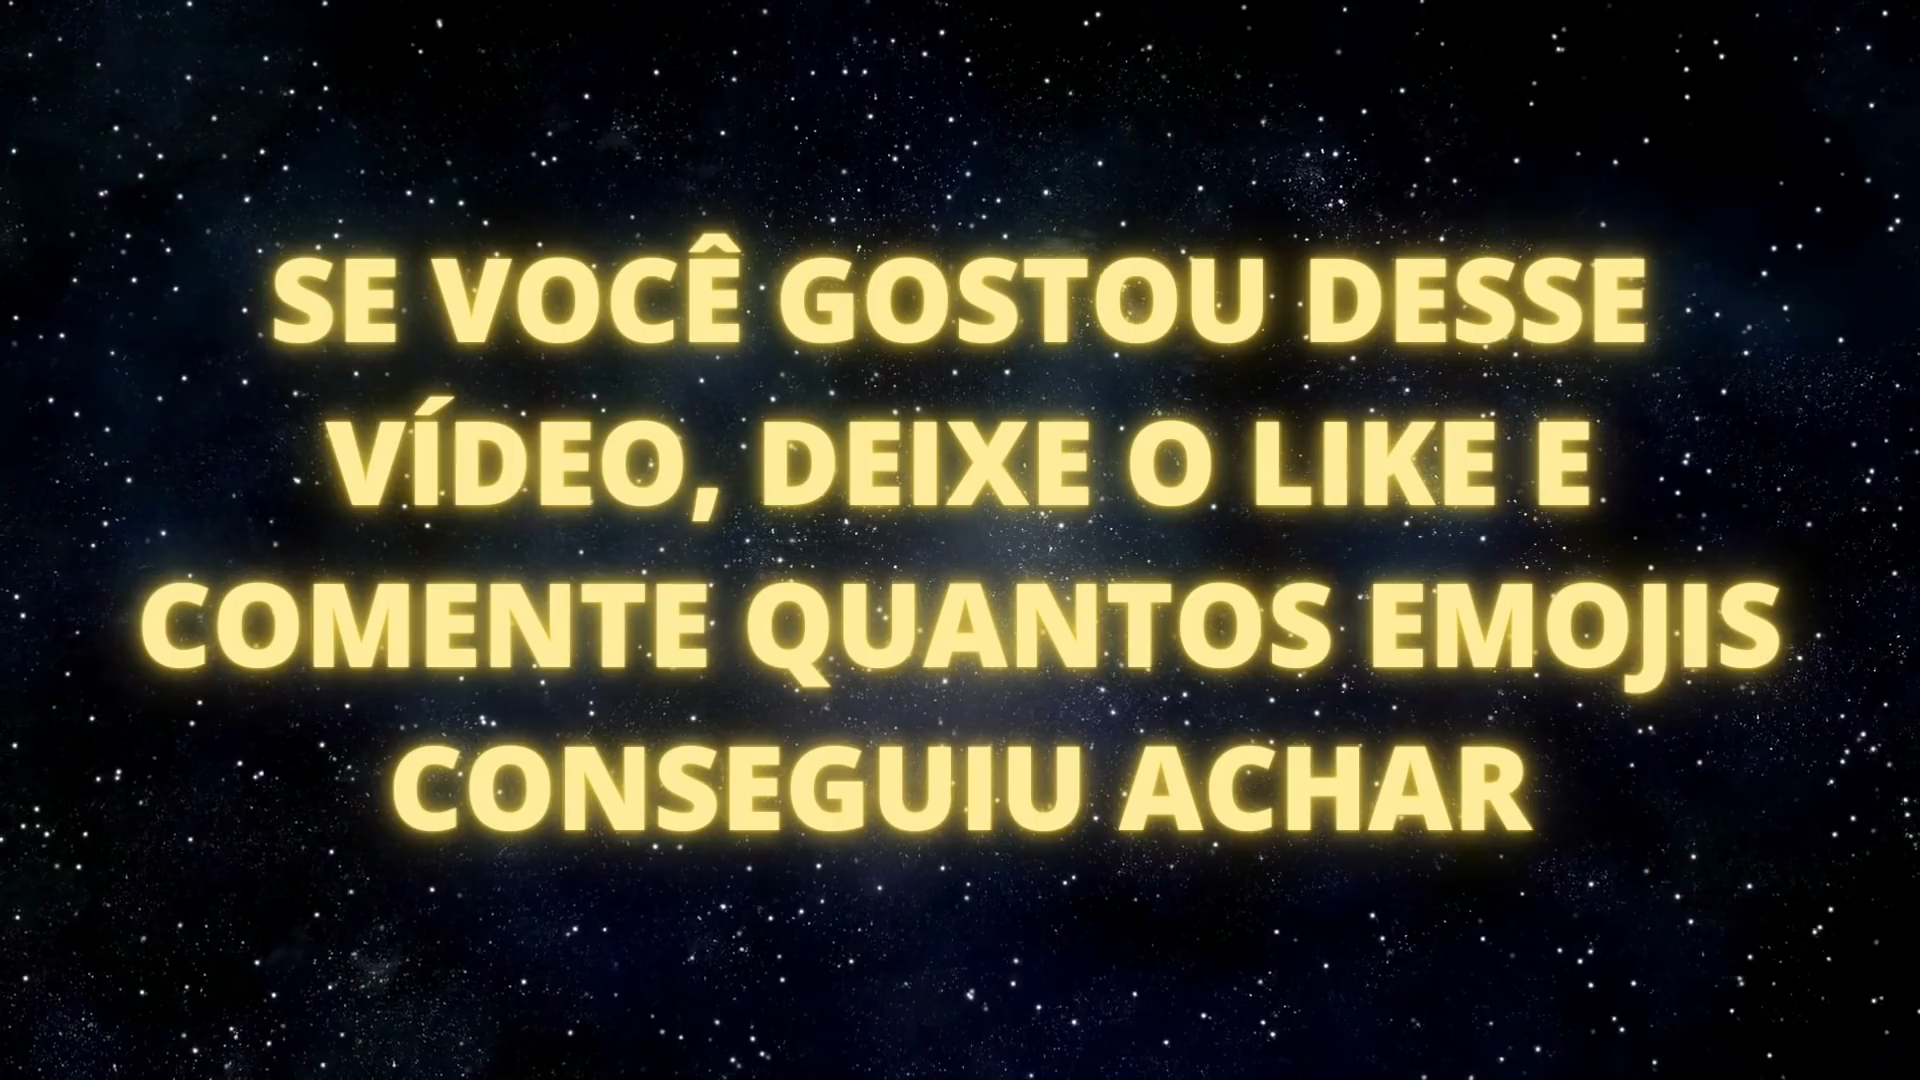 SE VOCÊ GOSTOU DESSE
VÍDEO, DEIXE O LIKE E
COMENTE QUANTOS EMOJIS
CONSEGUIU ACHAR